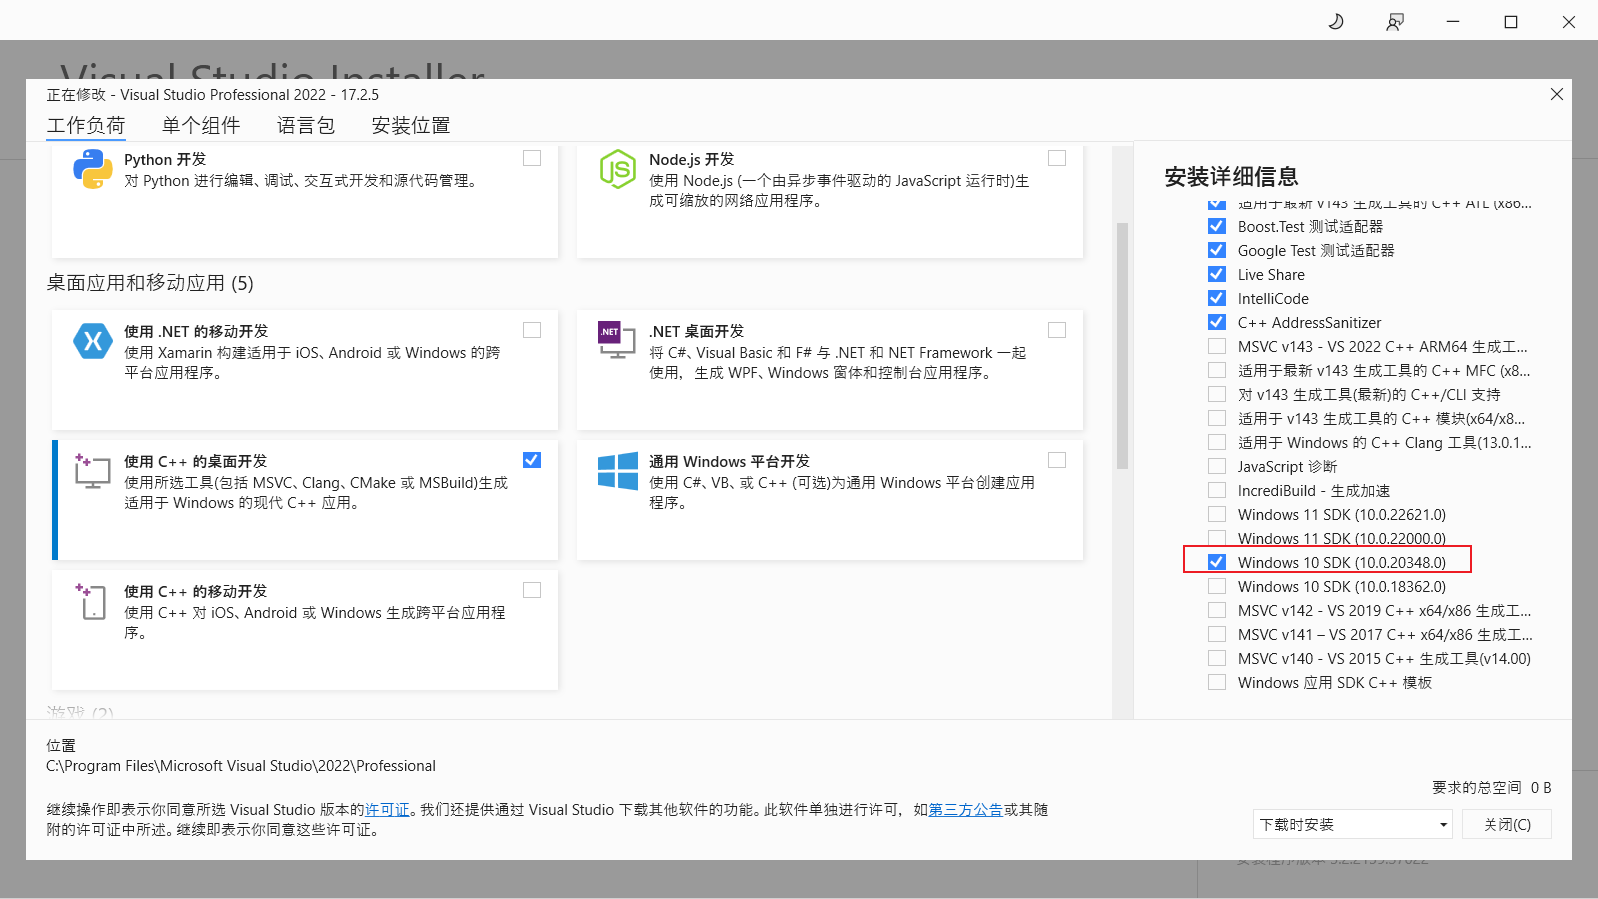 Visual Studio Installer
正在修改 - Visual Studio Professional 2022 - 17.2.5
工作负荷 单个组件 语言包 安装位置
Python 开发
对 Python 进行编辑、调试、交互式开发和源代码管理。
Node.js 开发
使用 Node.js (一个由异步事件驱动的 JavaScript 运行时)生
成可缩放的网络应用程序。
桌面应用和移动应用 (5)
使用 .NET 的移动开发
使用 Xamarin 构建适用于 iOS、Android 或 Windows 的跨
平台应用程序。
.NET
.NET 桌面开发
将 C#、Visual Basic 和 F# 与 .NET 和 NET Framework 一起
使用，生成 WPF、Windows 窗体和控制台应用程序。
使用 C++ 的桌面开发
使用所选工具(包括 MSVC、Clang、CMake 或 MSBuild)生成
适用于 Windows 的现代 C++ 应用。
通用 Windows 平台开发
使用 C#、VB、或 C++ (可选)为通用 Windows 平台创建应用
程序。
使用 C++ 的移动开发
使用 C++ 对 iOS、Android 或 Windows 生成跨平台应用程
序。
游戏 (2)
安装详细信息
适用于最新 v143 生成工具的 C++ ATL (x86...
Boost.Test 测试适配器
Google Test 测试适配器
Live Share
IntelliCode
C++ AddressSanitizer
MSVC v143 - VS 2022 C++ ARM64 生成工...
适用于最新 v143 生成工具的 C++ MFC (x8...
对 v143 生成工具(最新)的 C++/CLI 支持
适用于 v143 生成工具的 C++ 模块(x64/x8...
适用于 Windows 的 C++ Clang 工具(13.0.1...
JavaScript 诊断
IncrediBuild - 生成加速
Windows 11 SDK (10.0.22621.0)
Windows 11 SDK (10.0.22000.0)
Windows 10 SDK (10.0.20348.0)
Windows 10 SDK (10.0.18362.0)
MSVC v142 - VS 2019 C++ x64/x86 生成工...
MSVC v141 – VS 2017 C++ x64/x86 生成工...
MSVC v140 - VS 2015 C++ 生成工具(v14.00)
Windows 应用 SDK C++ 模板
位置
C:\Program Files\Microsoft Visual Studio\2022\Professional
继续操作即表示你同意所选 Visual Studio 版本的许可证。我们还提供通过 Visual Studio 下载其他软件的功能。此软件单独进行许可，如第三方公告或其随
附的许可证中所述。继续即表示你同意这些许可证。
要求的总空间 0 B
下载时安装
关闭(C)